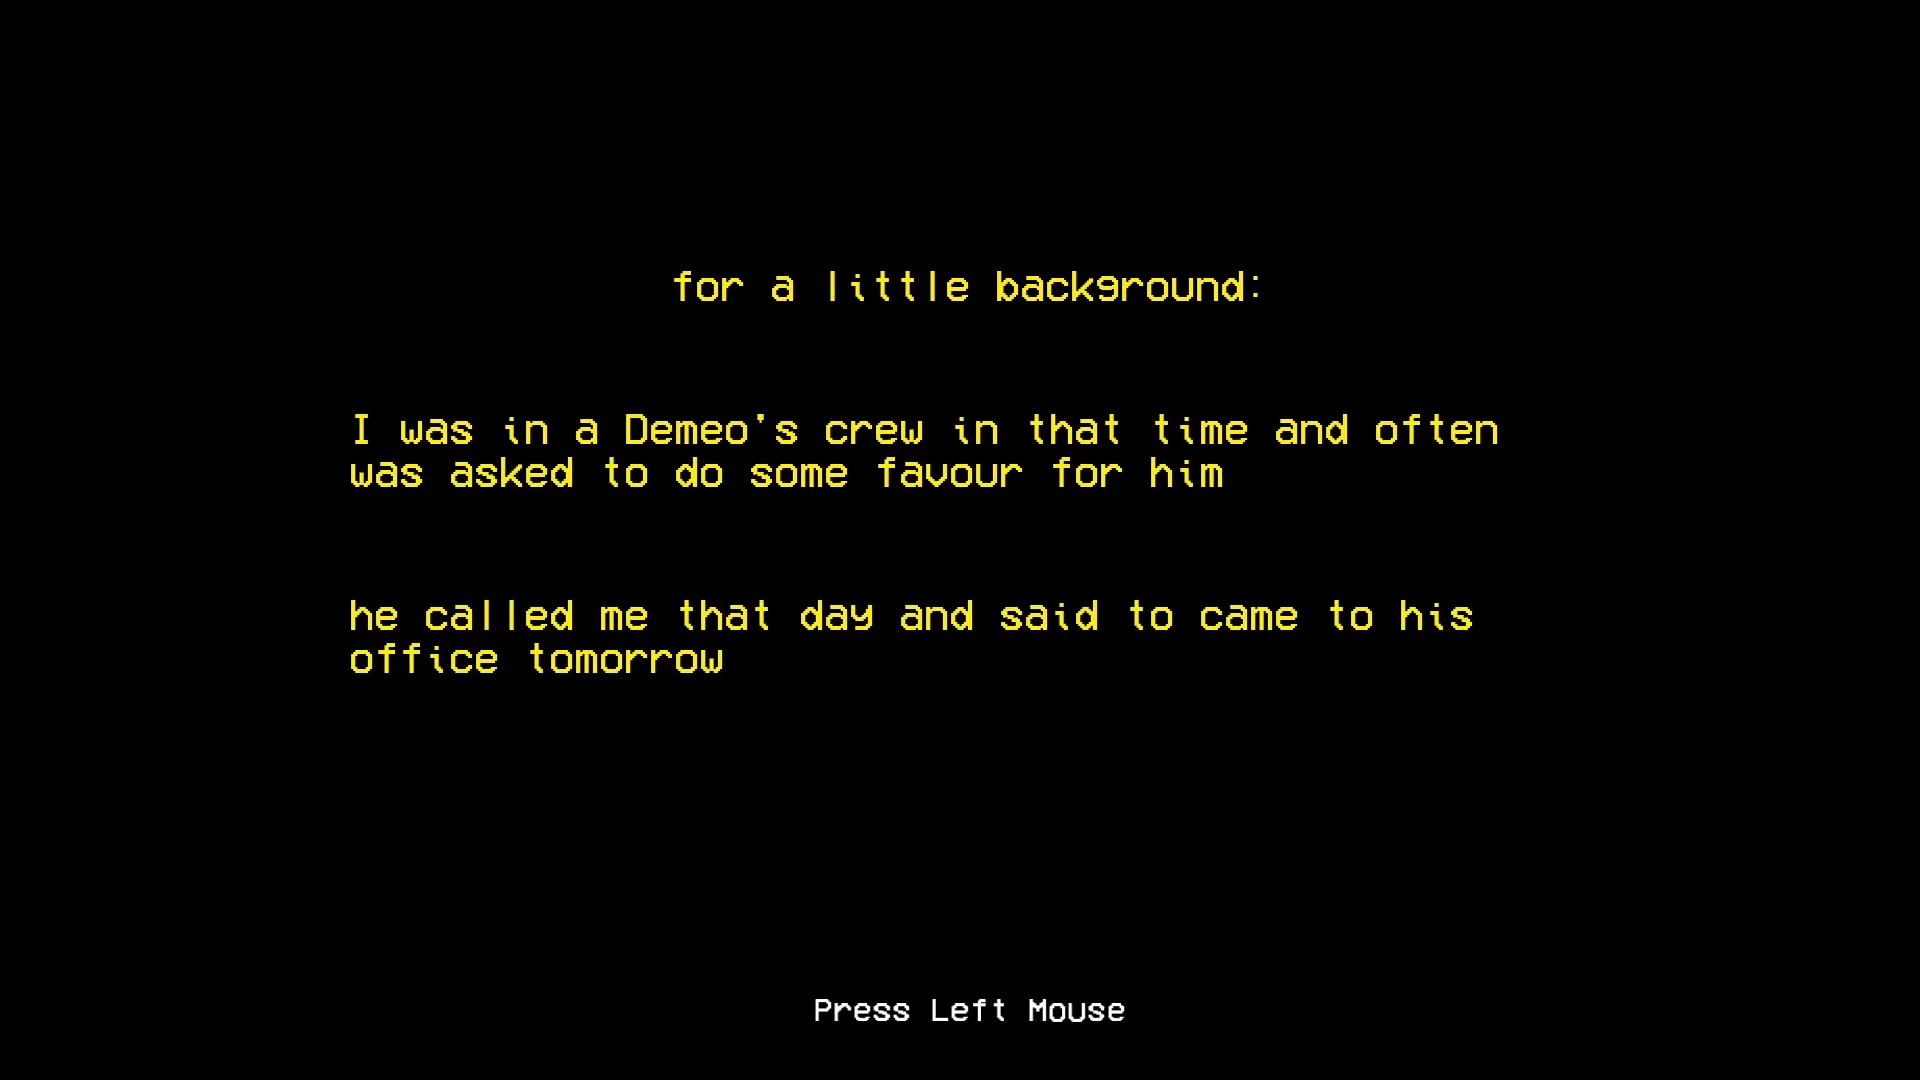 for a little background:
I was in a Demeo's crew in that time and often
was asked to do some favour for him
he called me that day and said to came to his
office tomorrow
Press Left Mouse